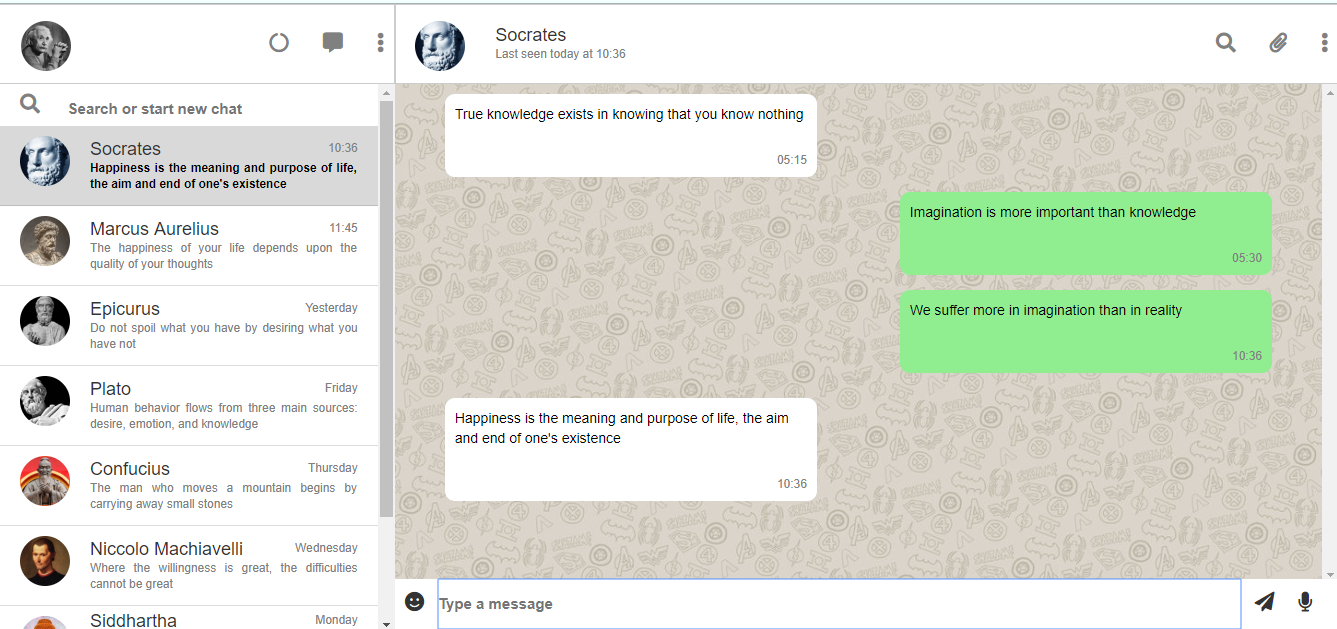 Search or start new chat
Socrates
10:36
Happiness is the meaning and purpose of life,
the aim and end of one's existence
Marcus Aurelius
11:45
The happiness of your life depends upon the
quality of your thoughts
Epicurus
Yesterday
Do not spoil what you have by desiring what you
have not
Plato
Friday
Human behavior flows from three main sources:
desire, emotion, and knowledge
Confucius
Thursday
The man who moves a mountain begins by
carrying away small stones
Niccolo Machiavelli
Wednesday
Where the willingness is great, the difficulties
cannot be great
Siddhartha
Monday
Socrates
Last seen today at 10:36
True knowledge exists in knowing that you know nothing
05:15
Imagination is more important than knowledge
05:30
We suffer more in imagination than in reality
10:36
Happiness is the meaning and purpose of life, the aim
and end of one's existence
10:36
Type a message